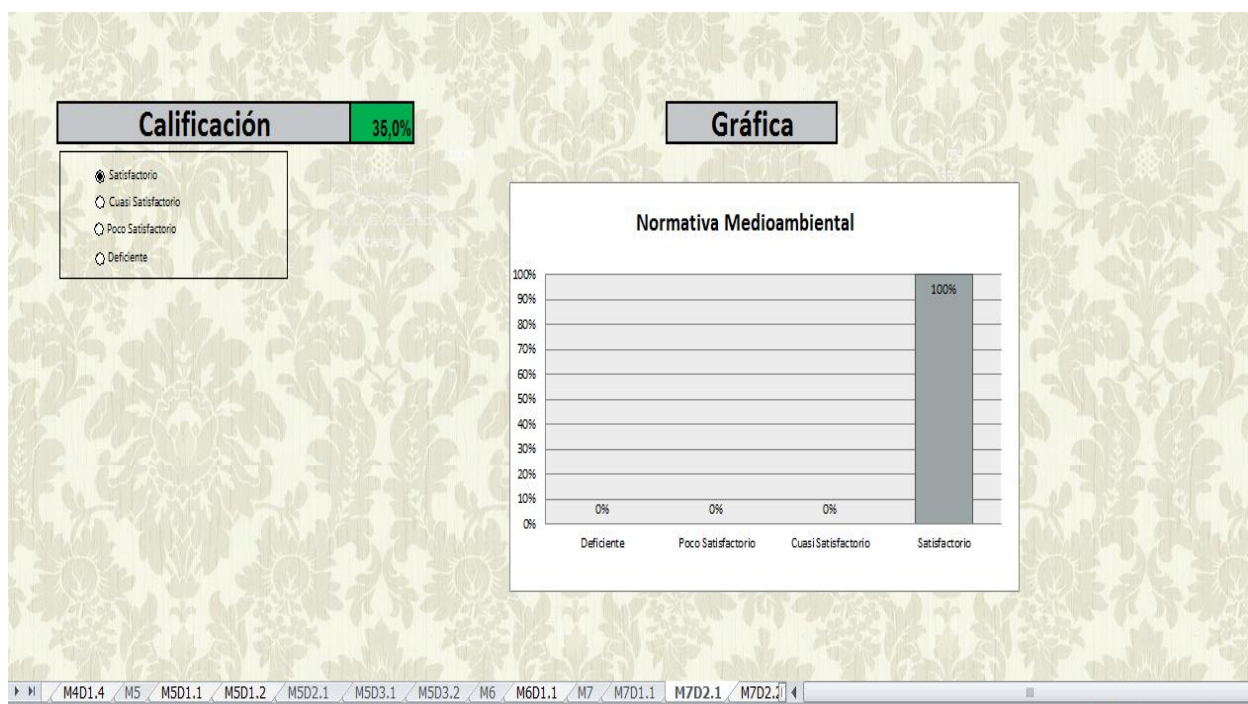 Calificación 35,0%
Satisfactorio
Cuasi Satisfactorio
Poco Satisfactorio
Deficiente
Gráfica
Normativa Medioambiental
100%
90%
80%
70%
60%
50%
40%
30%
20%
10%
0%
0% 0% 0% 100%
Deficiente Poco Satisfactorio Cuasi Satisfactorio Satisfactorio
M4D1.4 M5 M5D1.1 M5D1.2 M5D2.1 M5D3.1 M5D3.2 M6 M6D1.1 M7 M7D1.1 M7D2.1 M7D2.2